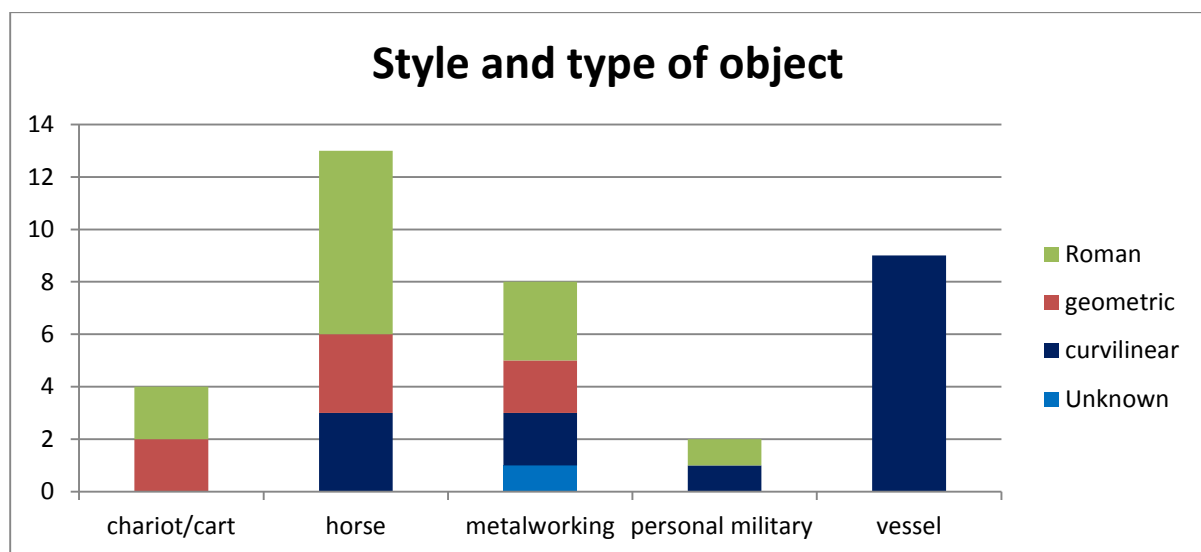 Style and type of object
14
12
10
8
6
4
2
0
chariot/cart horse metalworking personal military vessel
Roman
geometric
curvilinear
Unknown